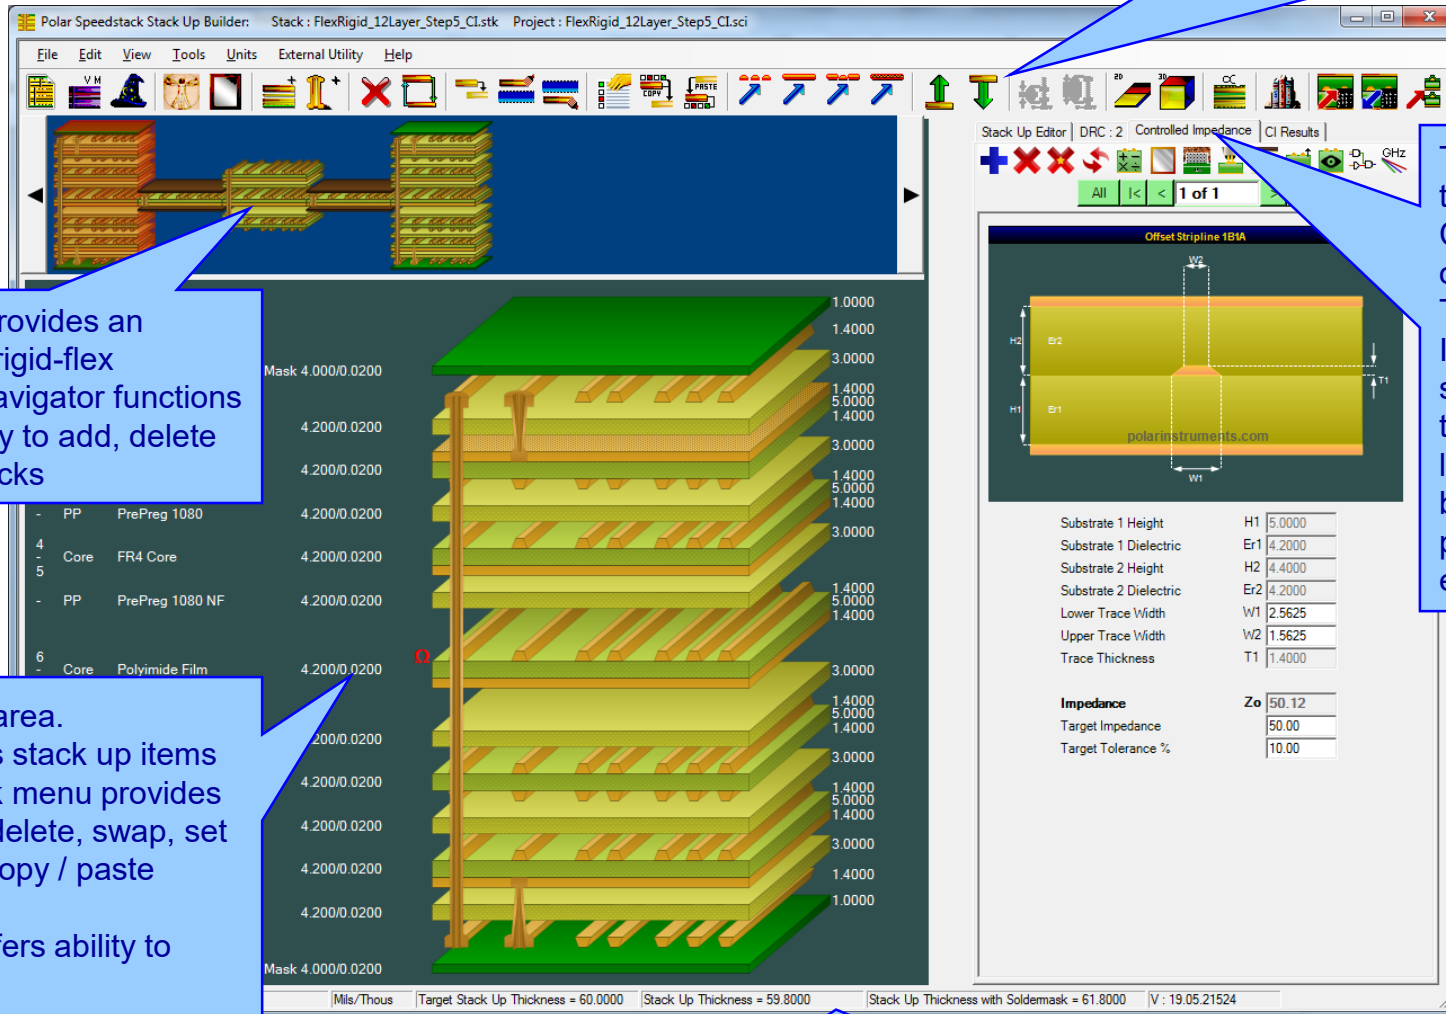 Polar Speedstack Stack Up Builder: Stack : FlexRigid_12Layer_Step5_CI.stk Project : FlexRigid_12Layer_Step5_CI.sci
File Edit View Tools Units External Utility Help
V M
COPY
PASTE
2D
3D
OC
Stack Up Editor DRC : 2 Controlled Impedance CI Results
GHz
All |< < 1 of 1 >
Offset Stripline 1B1A
W2
H2 Er2
T1
H1 Er1
polarinstruments.com
W1
Substrate 1 Height H1 5.0000
Substrate 1 Dielectric Er1 4.2000
Substrate 2 Height H2 4.4000
Substrate 2 Dielectric Er2 4.2000
Lower Trace Width W1 2.5625
Upper Trace Width W2 1.5625
Trace Thickness T1 1.4000
Impedance Zo 50.12
Target Impedance 50.00
Target Tolerance % 10.00
rovides an
rigid-flex
avigator functions
y to add, delete
cks
1.0000
1.4000
3.0000
Mask 4.000/0.0200
1.4000
5.0000
4.200/0.0200 1.4000
4.200/0.0200 3.0000
4.200/0.0200 1.4000
5.0000
1.4000
- PP PrePreg 1080 4.200/0.0200
3.0000
4
- Core FR4 Core 4.200/0.0200
5
1.4000
- PP PrePreg 1080 NF 4.200/0.0200 5.0000
1.4000
Ω
6
- Core Polyimide Film 4.200/0.0200 3.0000
1.4000
5.0000
200/0.0200 1.4000
3.0000
4.200/0.0200
1.4000
5.0000
4.200/0.0200 1.4000
3.0000
4.200/0.0200 1.4000
1.0000
4.200/0.0200
Mask 4.000/0.0200
area.
s stack up items
k menu provides
delete, swap, set
opy / paste
fers ability to
Mils/Thous Target Stack Up Thickness = 60.0000 Stack Up Thickness = 59.8000 Stack Up Thickness with Soldermask = 61.8000 V : 19.05.21524